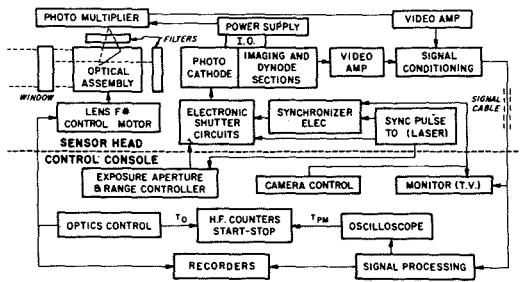 PHOTO MULTIPLIER
POWER SUPPLY
VIDEO AMP
I.O.
FILTERS
OPTICAL
ASSEMBLY
PHOTO
CATHODE
IMAGING AND
DYNODE
SECTIONS
VIDEO
AMP
SIGNAL
CONDITIONING
WINDOW
SIGNAL
CABLE
LENS F#
CONTROL MOTOR
ELECTRONIC
SHUTTER
CIRCUITS
SYNCHRONIZER
ELEC
SYNC PULSE
TO (LASER)
SENSOR HEAD
CONTROL CONSOLE
EXPOSURE APERTURE
& RANGE CONTROLLER
CAMERA CONTROL
MONITOR (T.V.)
OPTICS CONTROL
TO
H.F. COUNTERS
START-STOP
TPM
OSCILLOSCOPE
RECORDERS
SIGNAL PROCESSING